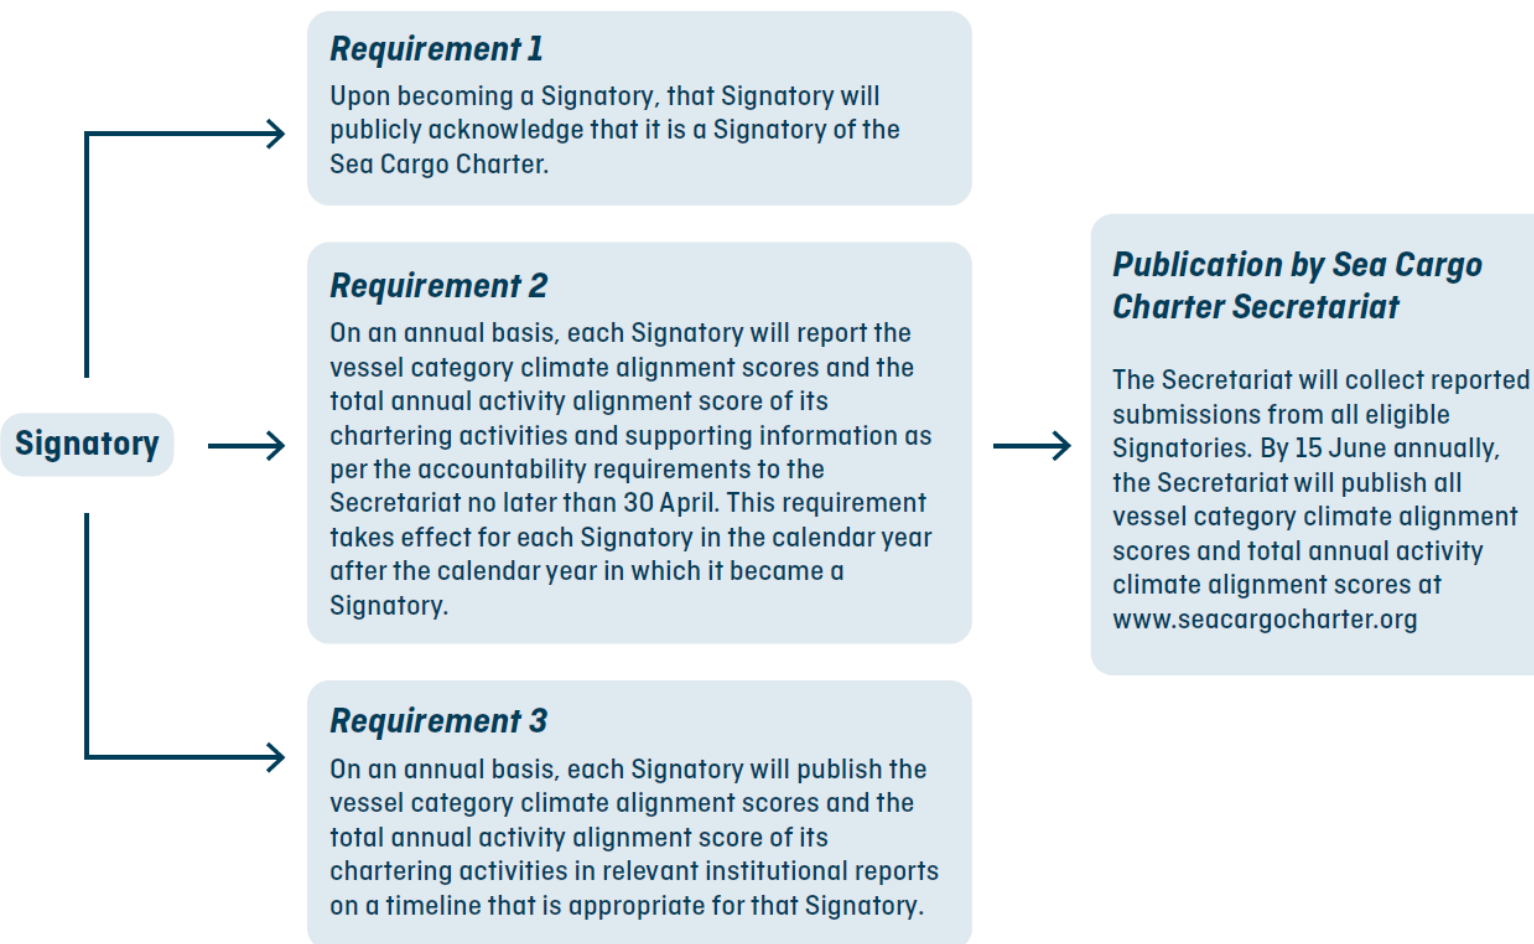 Requirement 1
Upon becoming a Signatory, that Signatory will
publicly acknowledge that it is a Signatory of the
Sea Cargo Charter.
Signatory
Requirement 2
On an annual basis, each Signatory will report the
vessel category climate alignment scores and the
total annual activity alignment score of its
chartering activities and supporting information as
per the accountability requirements to the
Secretariat no later than 30 April. This requirement
takes effect for each Signatory in the calendar year
after the calendar year in which it became a
Signatory.
Requirement 3
On an annual basis, each Signatory will publish the
vessel category climate alignment scores and the
total annual activity alignment score of its
chartering activities in relevant institutional reports
on a timeline that is appropriate for that Signatory.
Publication by Sea Cargo
Charter Secretariat
The Secretariat will collect reported
submissions from all eligible
Signatories. By 15 June annually,
the Secretariat will publish all
vessel category climate alignment
scores and total annual activity
climate alignment scores at
www.seacargocharter.org